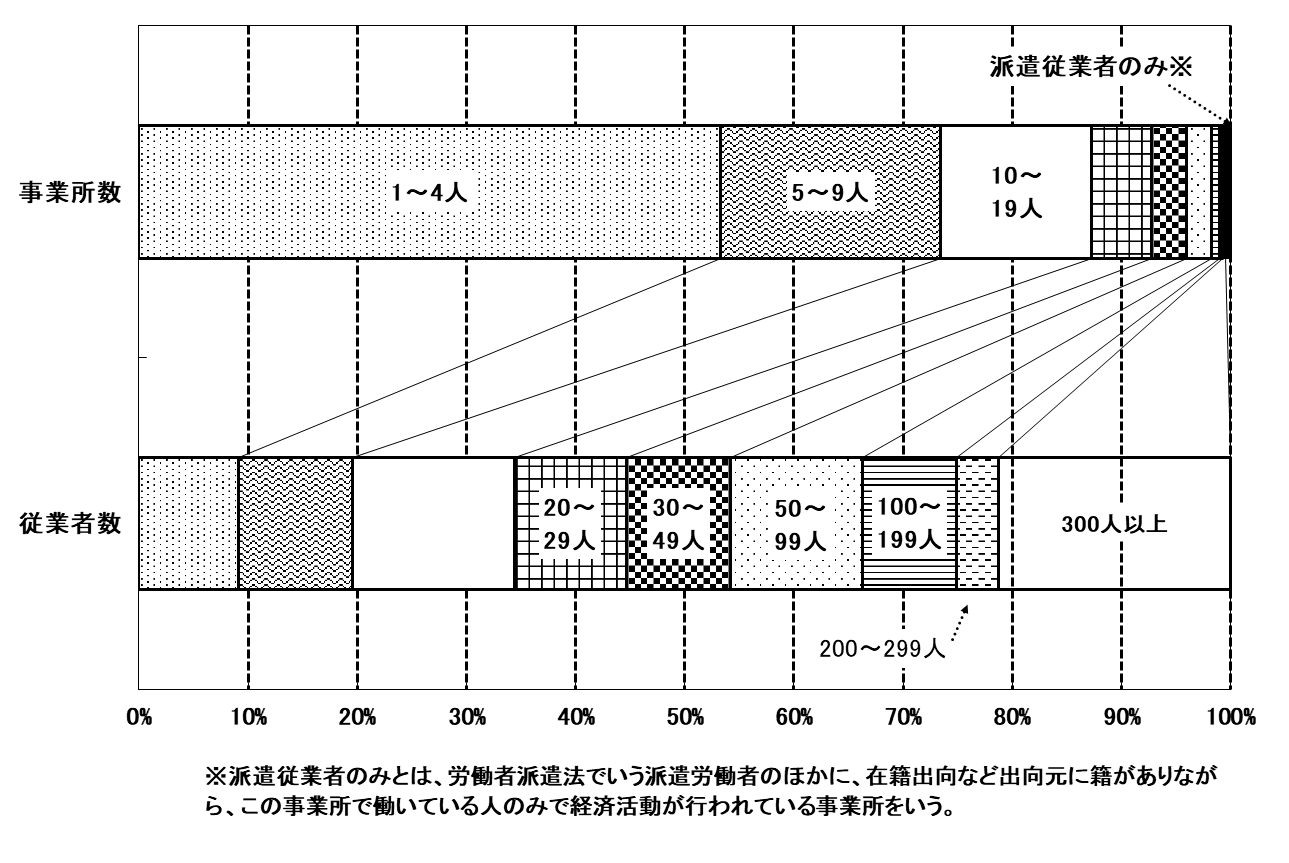 派遣従業者のみ※
事業所数
1～4人
5～9人
10～
19人
従業者数
20～
29人
30～
49人
50～
99人
100～
199人
300人以上
200～299人
0%
10%
20%
30%
40%
50%
60%
70%
80%
90%
100%
※派遣従業者のみとは、労働者派遣法でいう派遣労働者のほかに、在籍出向など出向元に籍がありなが
ら、この事業所で働いている人のみで経済活動が行われている事業所をいう。